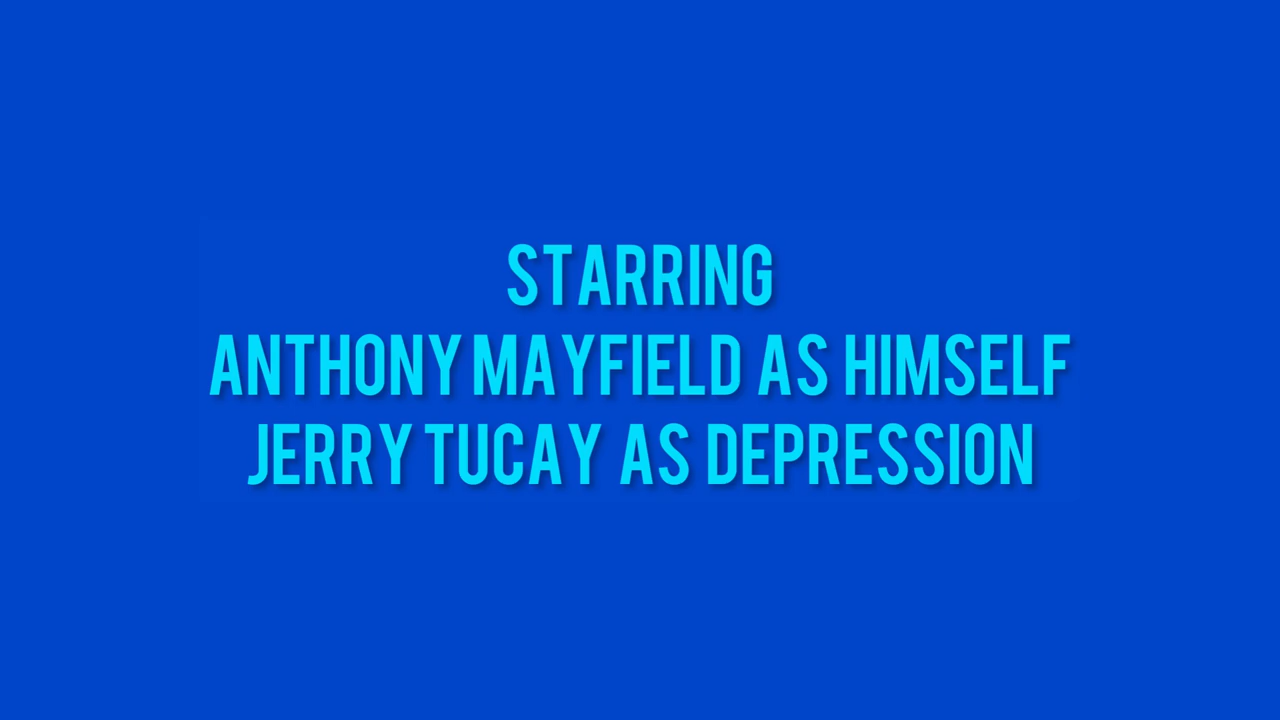 STARRING
ANTHONY MAYFIELD AS HIMSELF
JERRY TUCAY AS DEPRESSION